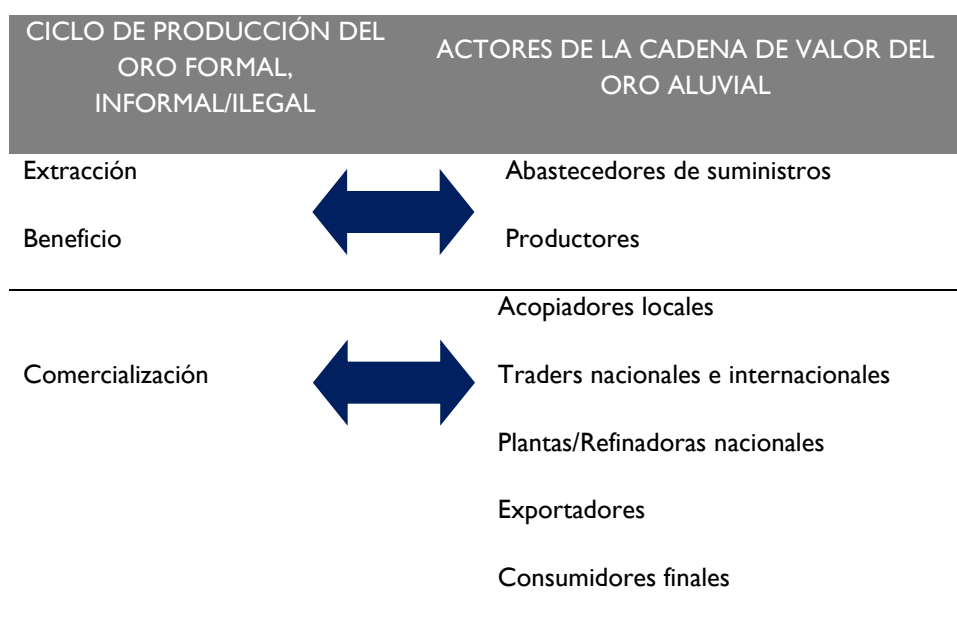 CICLO DE PRODUCCIÓN DEL
ORO FORMAL,
INFORMAL/ILEGAL
ACTORES DE LA CADENA DE VALOR DEL
ORO ALUVIAL
Extracción
Abastecedores de suministros
Beneficio
Productores
Acopiadores locales
Comercialización
Traders nacionales e internacionales
Plantas/Refinadoras nacionales
Exportadores
Consumidores finales